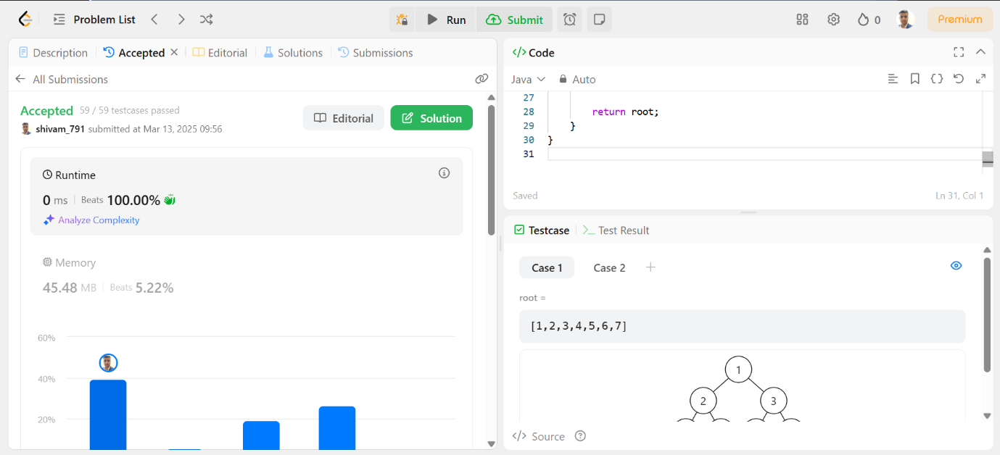 Problem List
Run
Submit
0
Premium
Description
Accepted
Editorial
Solutions
Submissions
All Submissions
Accepted 59 / 59 testcases passed
shivam_791 submitted at Mar 13, 2025 09:56
Editorial
Solution
Runtime
0 ms Beats 100.00%
Analyze Complexity
Memory
45.48 MB Beats 5.22%
60%
40%
20%
</> Code
Java
Auto
27
28 return root;
29 }
30 }
31
Saved
Ln 31, Col 1
Testcase
>_ Test Result
Case 1
Case 2
+
root =
[1,2,3,4,5,6,7]
1
2
3
</> Source ?